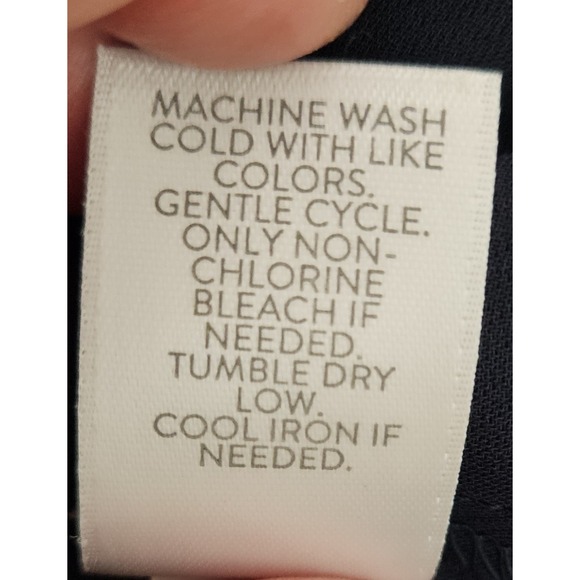 MACHINE WASH
COLD WITH LIKE
COLORS.
GENTLE CYCLE.
ONLY NON-
CHLORINE
BLEACH IF
NEEDED.
TUMBLE DRY
LOW.
COOL IRON IF
NEEDED.